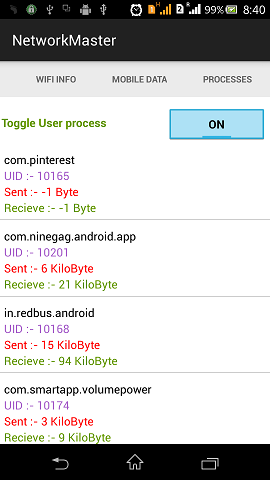 99% 8:40
NetworkMaster
WIFI INFO MOBILE DATA PROCESSES
Toggle User process ON
com.pinterest
UID :- 10165
Sent :- -1 Byte
Recieve :- -1 Byte
com.ninegag.android.app
UID :- 10201
Sent :- 6 KiloByte
Recieve :- 21 KiloByte
in.redbus.android
UID :- 10168
Sent :- 15 KiloByte
Recieve :- 94 KiloByte
com.smartapp.volumepower
UID :- 10174
Sent :- 3 KiloByte
Recieve :- 9 KiloByte